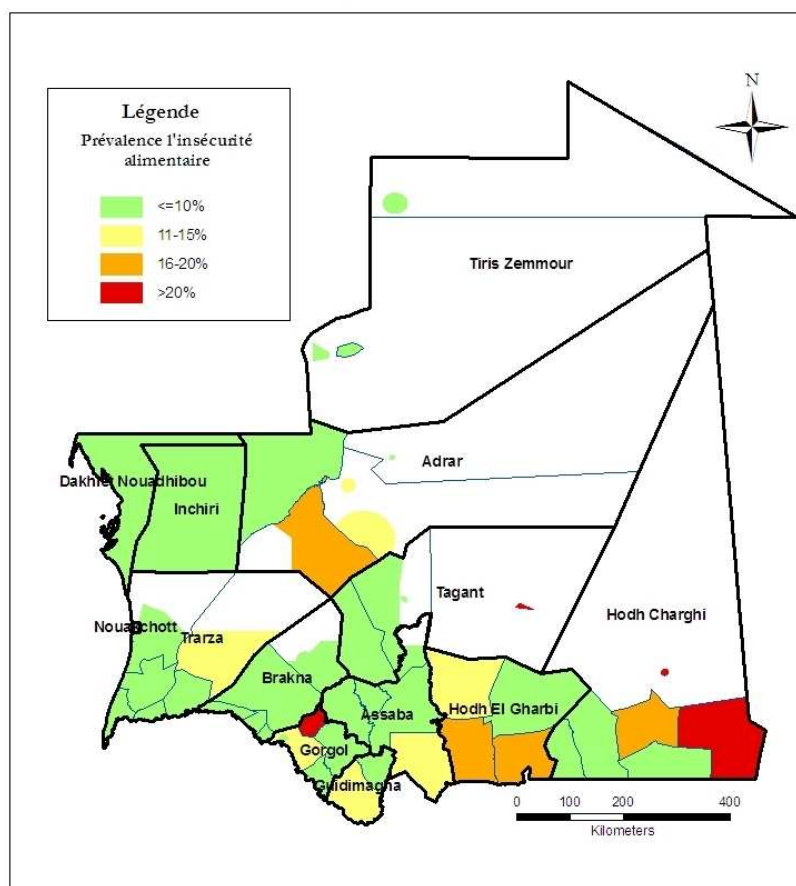 N
Légende
Prévalence l'insécurité
alimentaire
<=10%
11-15%
16-20%
>20%
Tiris Zemmour
Adrar
Dakhlet Nouadhibou
Inchiri
Tagant
Hodh Charghi
Nouakchott
Trarza
Brakna
Assaba
Hodh El Gharbi
Gorgol
Guidimagha
0 100 200 400
Kilometers